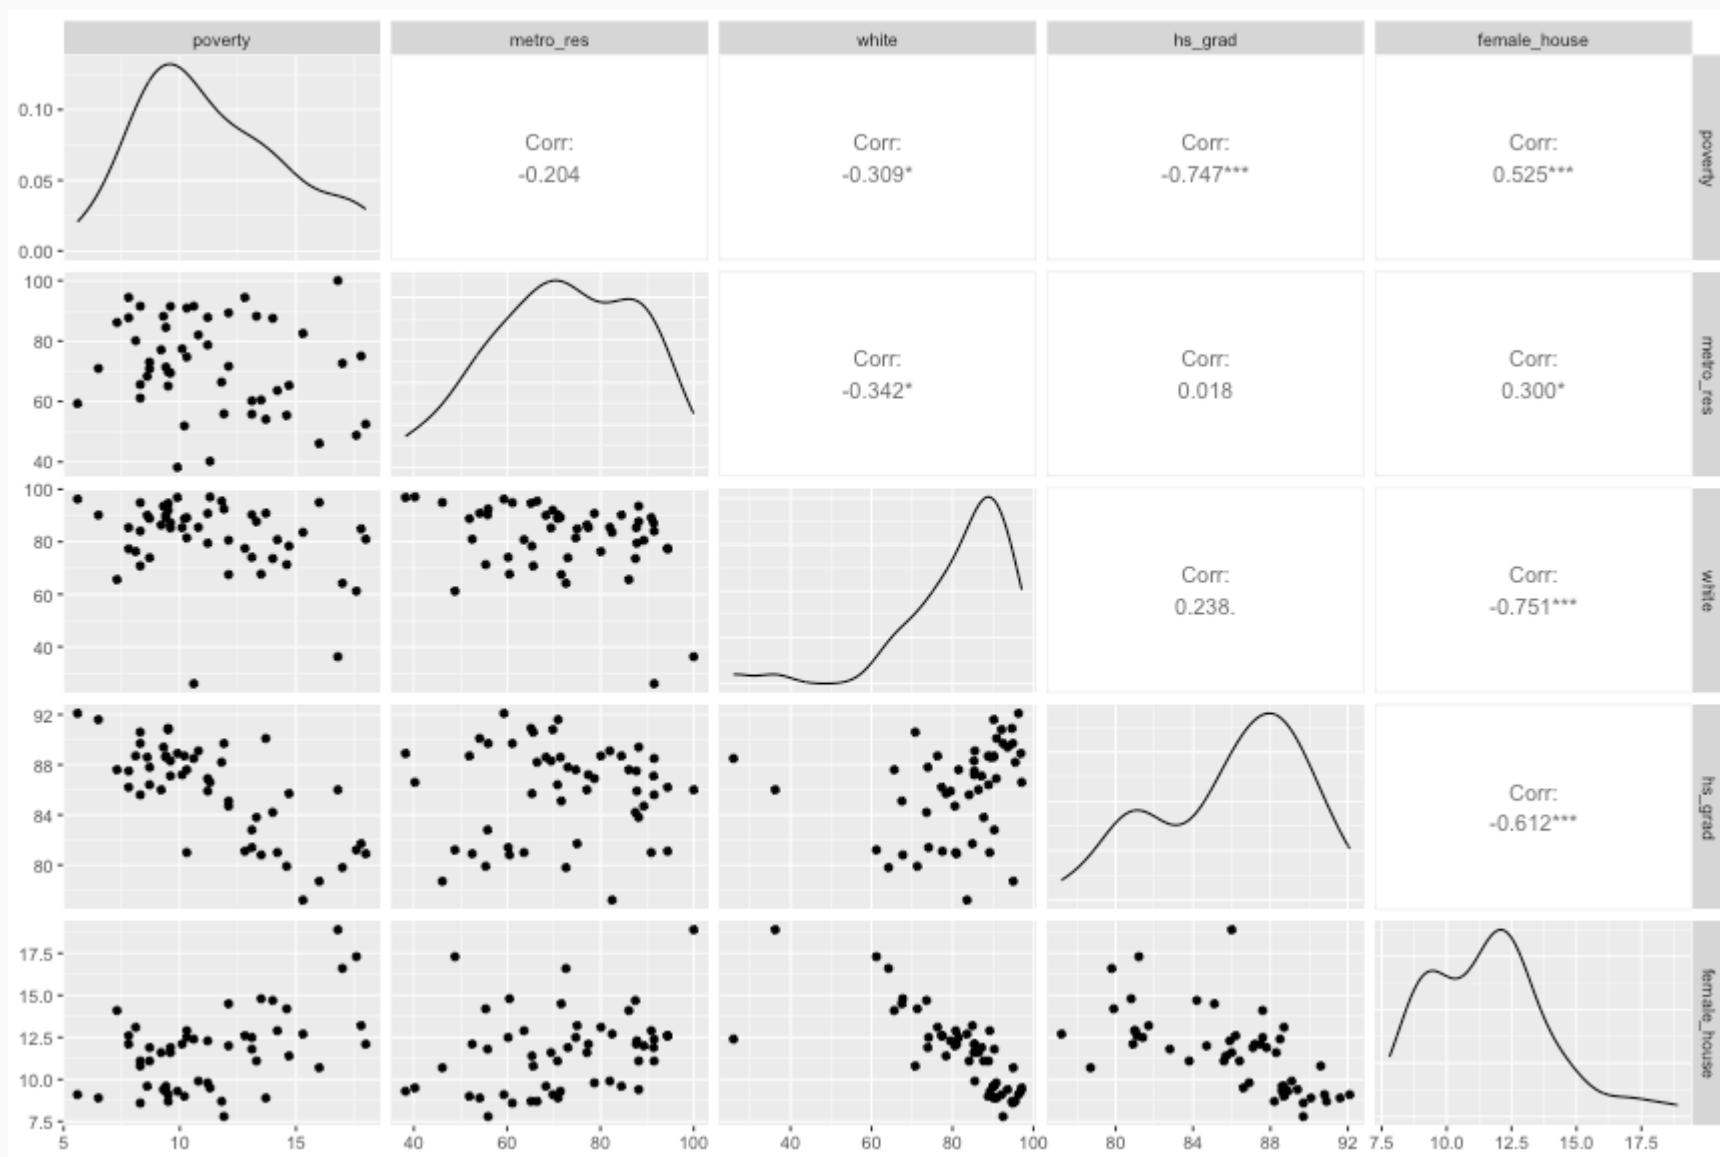 poverty metro_res white hs_grad female_house
0.10
0.05
0.00
Corr: Corr: Corr: Corr:
-0.204 -0.309* -0.747*** 0.525***
poverty
100
80
60
40
Corr: Corr: Corr:
-0.342* 0.018 0.300*
metro_res
100
80
60
40
Corr: Corr:
0.238. -0.751***
white
92
88
84
80
Corr:
-0.612***
hs_grad
17.5
15.0
12.5
10.0
7.5
female_house
5 10 15 40 60 80 100 40 60 80 100 80 84 88 92 7.5 10.0 12.5 15.0 17.5